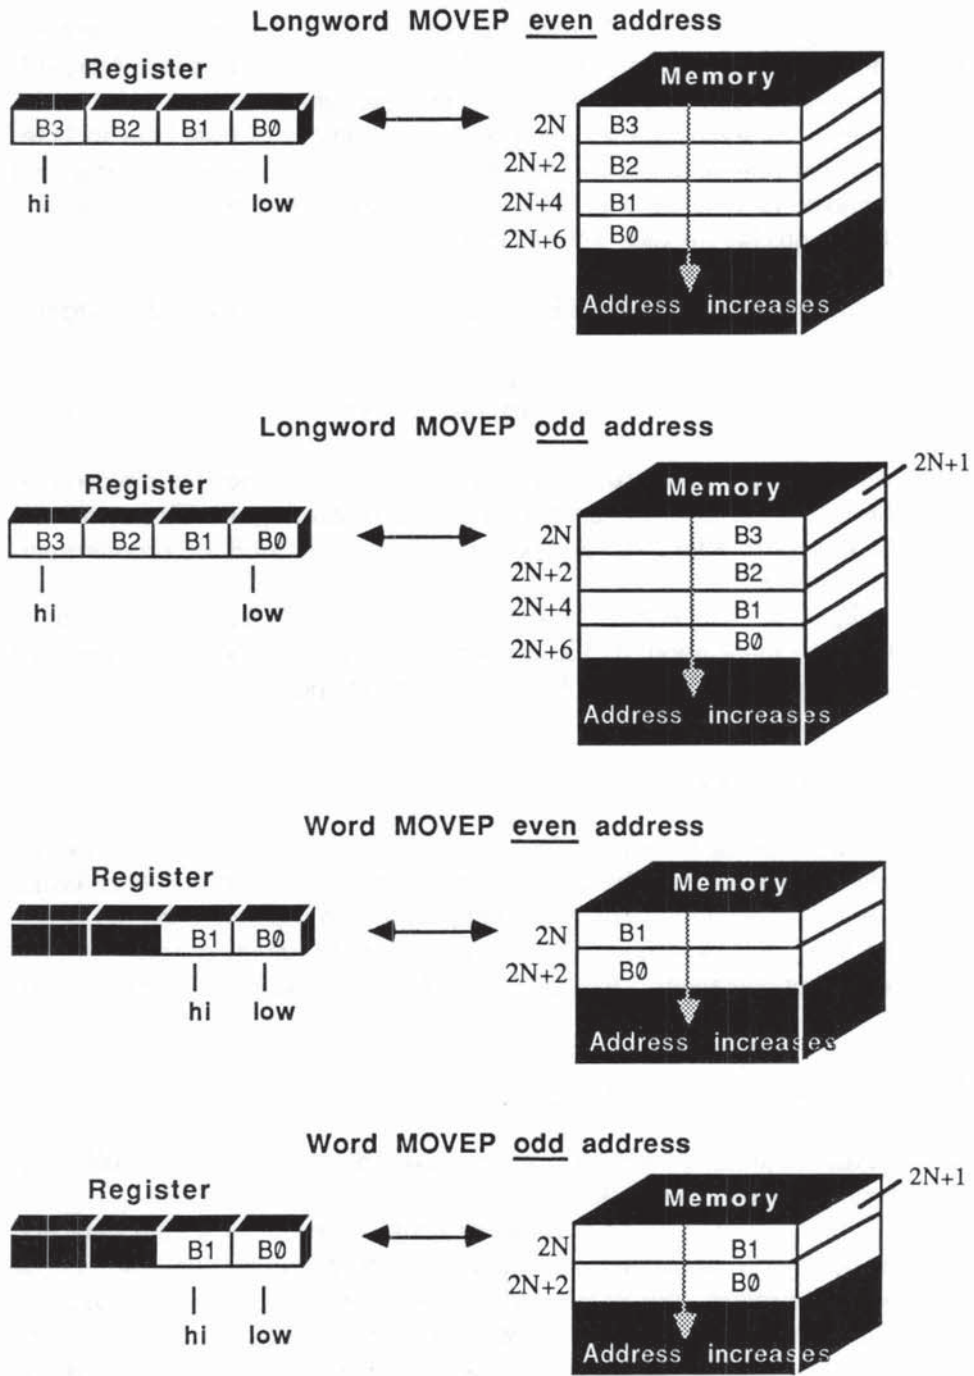 Longword MOVEP even address
Register
Memory
B3 B2 B1 B0
hi low
2N B3
2N+2 B2
2N+4 B1
2N+6 B0
Address increases
Longword MOVEP odd address
2N+1
Register
Memory
B3 B2 B1 B0
hi low
2N B3
2N+2 B2
2N+4 B1
2N+6 B0
Address increases
Word MOVEP even address
Register
Memory
B1 B0
hi low
2N B1
2N+2 B0
Address increases
Word MOVEP odd address
2N+1
Register
Memory
B1 B0
hi low
2N B1
2N+2 B0
Address increases